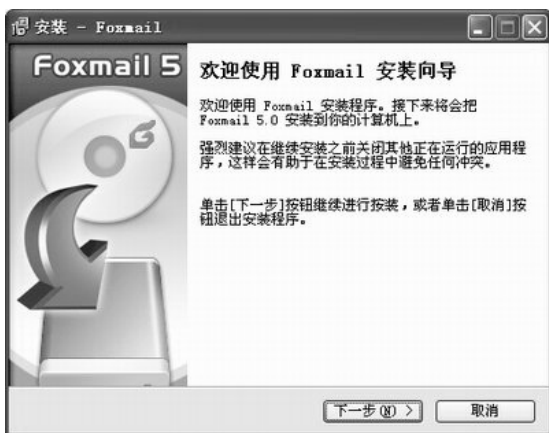 安装 - Foxmail
Foxmail 5
欢迎使用 Foxmail 安装向导
欢迎使用 Foxmail 安装程序。接下来将会把
Foxmail 5.0 安装到你的计算机上。
强烈建议在继续安装之前关闭其他正在运行的应用程
序，这样会有助于在安装过程中避免任何冲突。
单击[下一步]按钮继续进行按装，或者单击[取消]按
钮退出安装程序。
下一步(N) >
取消